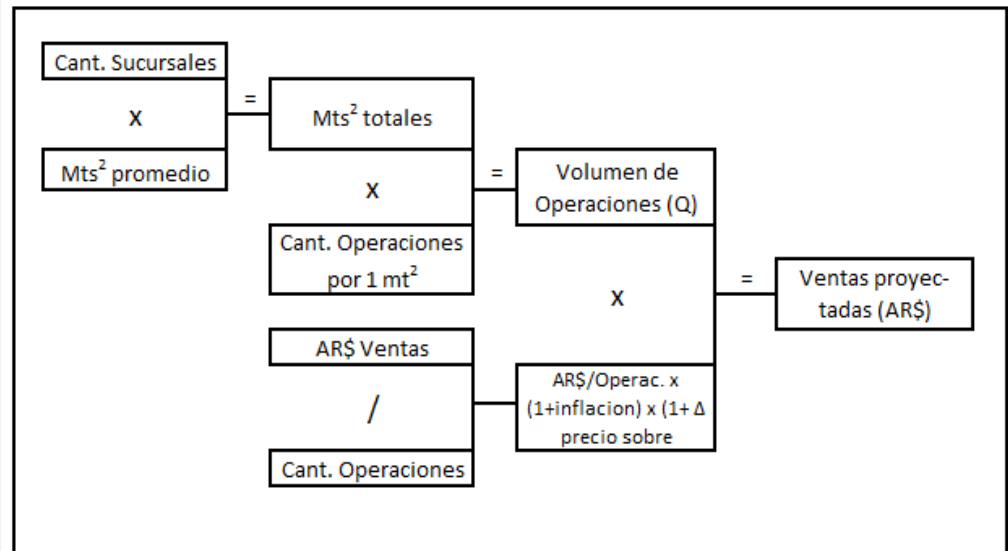 Cant. Sucursales
x
Mts² promedio
=
Mts² totales
x
Cant. Operaciones
por 1 mt²
=
Volumen de
Operaciones (Q)
x
AR$ Ventas
/
Cant. Operaciones
AR$/Operac. x
(1+inflacion) x (1+ Δ
precio sobre
=
Ventas proyec-
tadas (AR$)